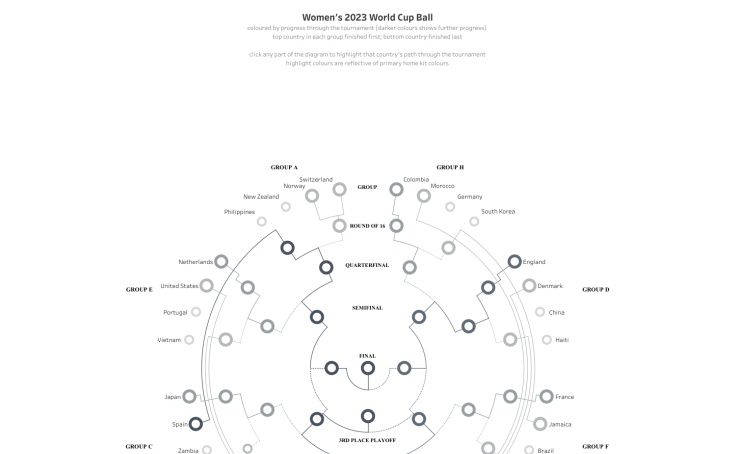 Women's 2023 World Cup Ball
coloured by progress through the tournament (darker colours shows further progress)
top country in each group finished first; bottom country finished last
click any part of the diagram to highlight that country's path through the tournament
highlight colours are reflective of primary home kit colours
GROUP A
GROUP H
Switzerland
Norway
New Zealand
Philippines
GROUP
Colombia
Morocco
Germany
South Korea
ROUND OF 16
QUARTERFINAL
SEMIFINAL
FINAL
3RD PLACE PLAYOFF
Netherlands
United States
GROUP E
Portugal
Vietnam
England
Denmark
GROUP D
China
Haiti
Japan
Spain
GROUP C
Zambia
France
Jamaica
GROUP F
Brazil